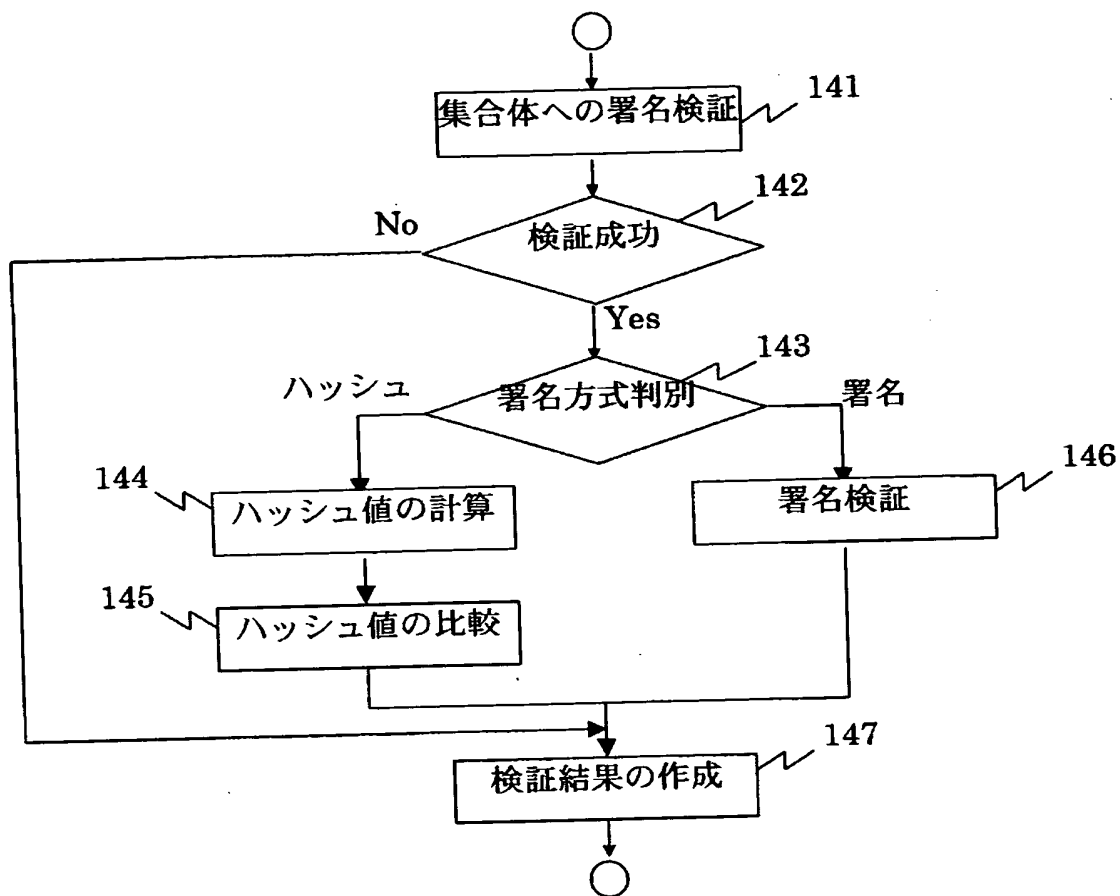 集合体への署名検証
141
142
No
検証成功
Yes
143
ハッシュ
署名方式判別
署名
144
ハッシュ値の計算
146
署名検証
145
ハッシュ値の比較
147
検証結果の作成